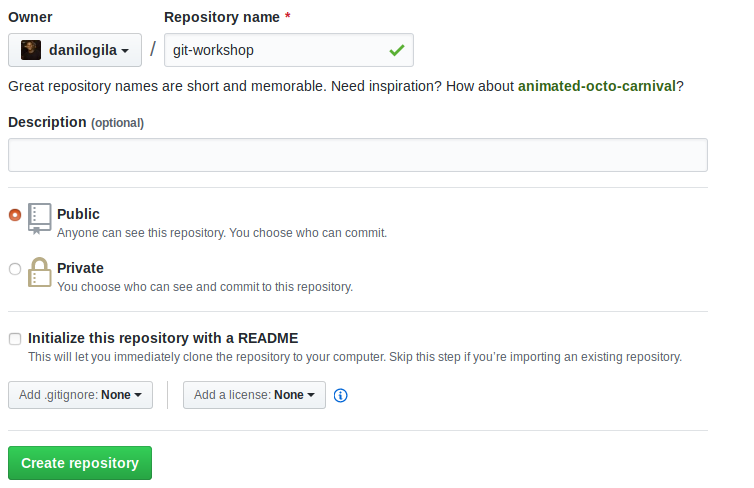 Owner Repository name *
danilogila / git-workshop
Great repository names are short and memorable. Need inspiration? How about animated-octo-carnival?
Description (optional)
Public
Anyone can see this repository. You choose who can commit.
Private
You choose who can see and commit to this repository.
Initialize this repository with a README
This will let you immediately clone the repository to your computer. Skip this step if you’re importing an existing repository.
Add .gitignore: None Add a license: None
Create repository